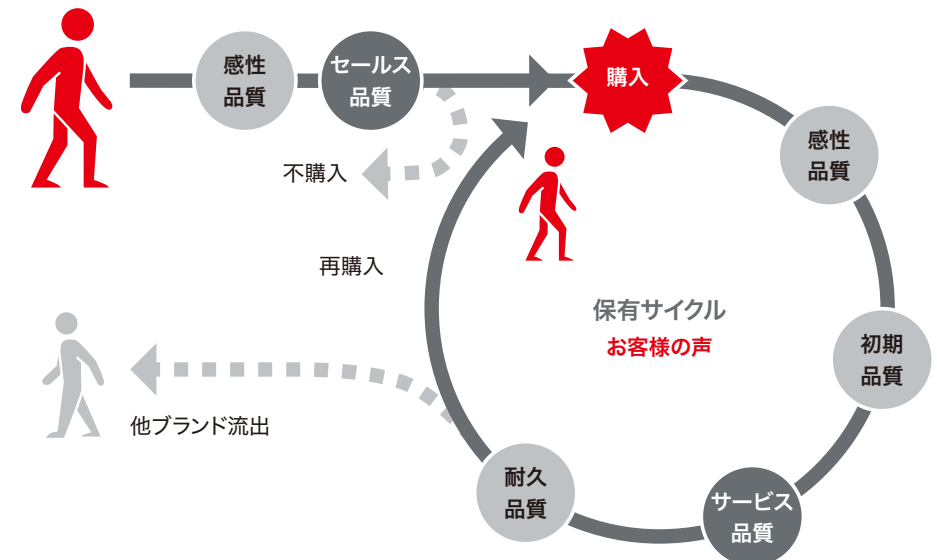 感性
品質
セールス
品質
購入
感性
品質
不購入
再購入
保有サイクル
お客様の声
初期
品質
他ブランド流出
耐久
品質
サービス
品質